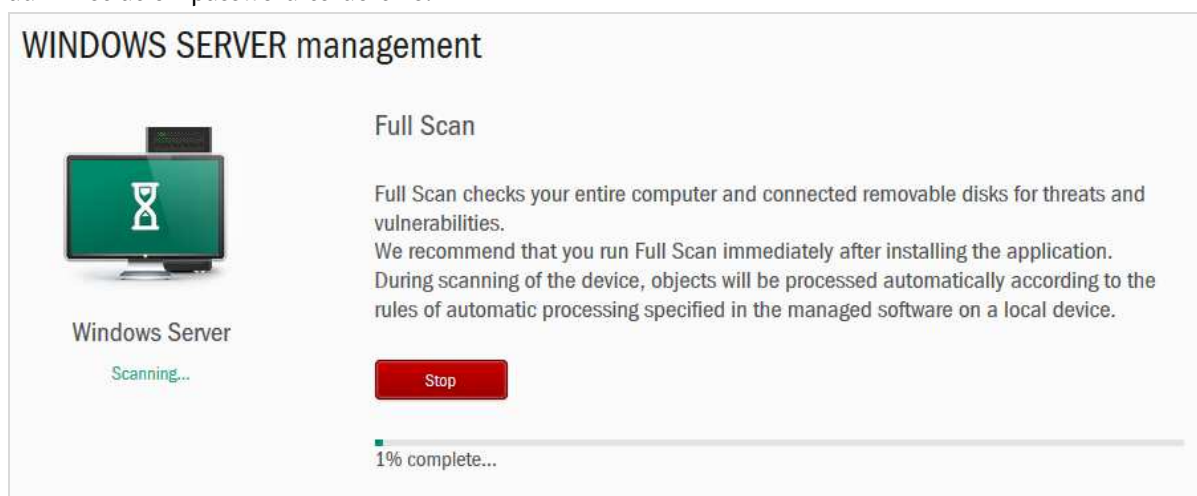 WINDOWS SERVER management
Full Scan
Full Scan checks your entire computer and connected removable disks for threats and
vulnerabilities.
We recommend that you run Full Scan immediately after installing the application.
During scanning of the device, objects will be processed automatically according to the
rules of automatic processing specified in the managed software on a local device.
Windows Server
Scanning...
Stop
1% complete...